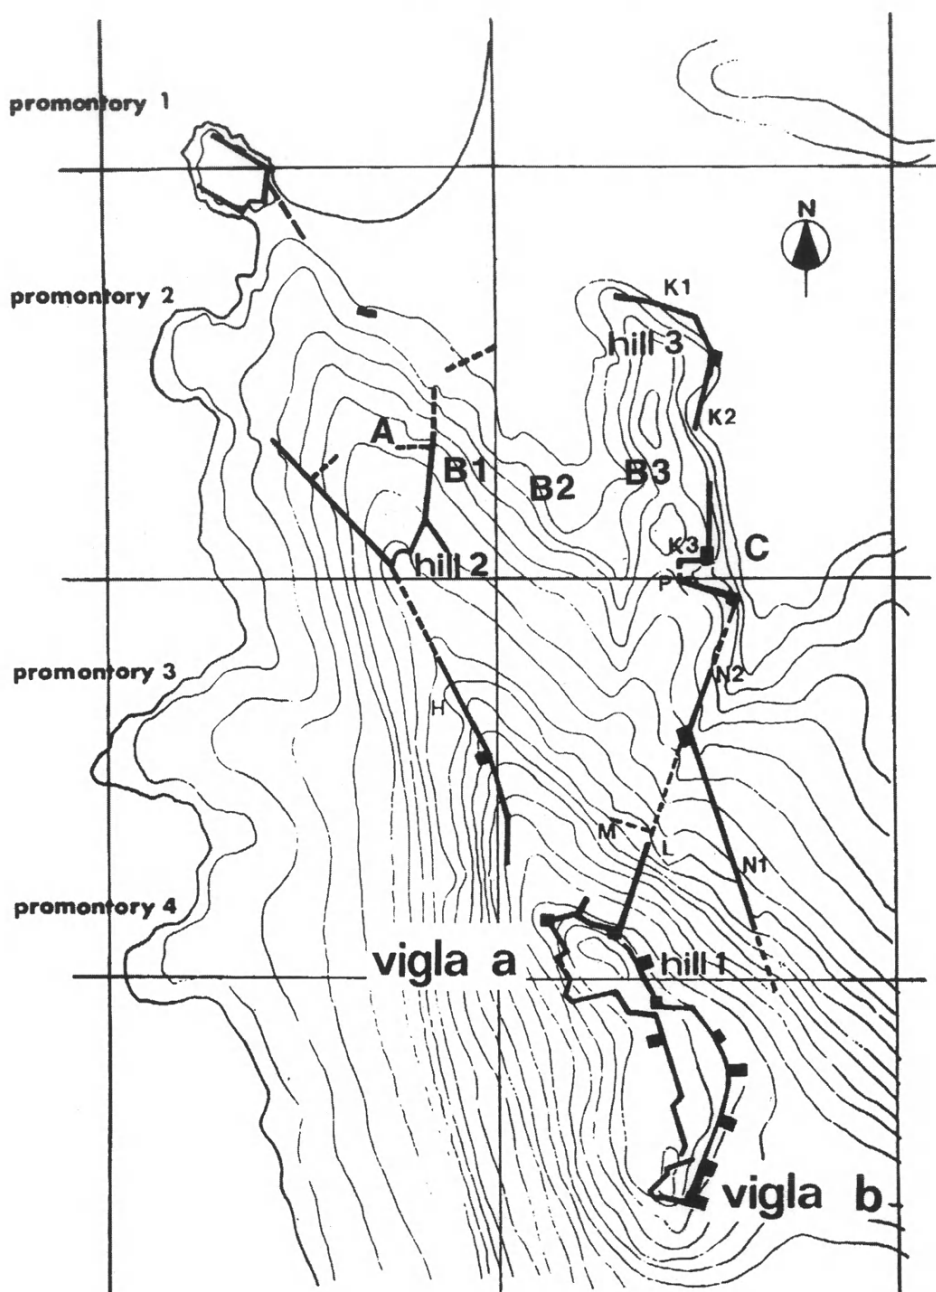 promontory 1
N
promontory 2
K1
hill 3
K2
A
B1
B2
B3
K3
C
hill 2
P
promontory 3
N2
H
M
L
N1
promontory 4
vigla a
hill 1
vigla b